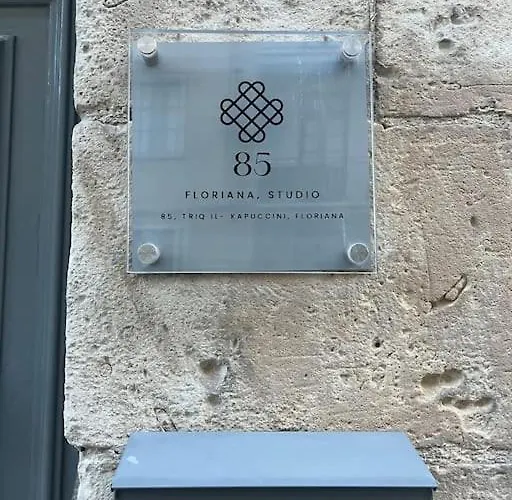 85
FLORIANA, STUDIO
85, TRIQ IL- KAPUCCINI, FLORIANA